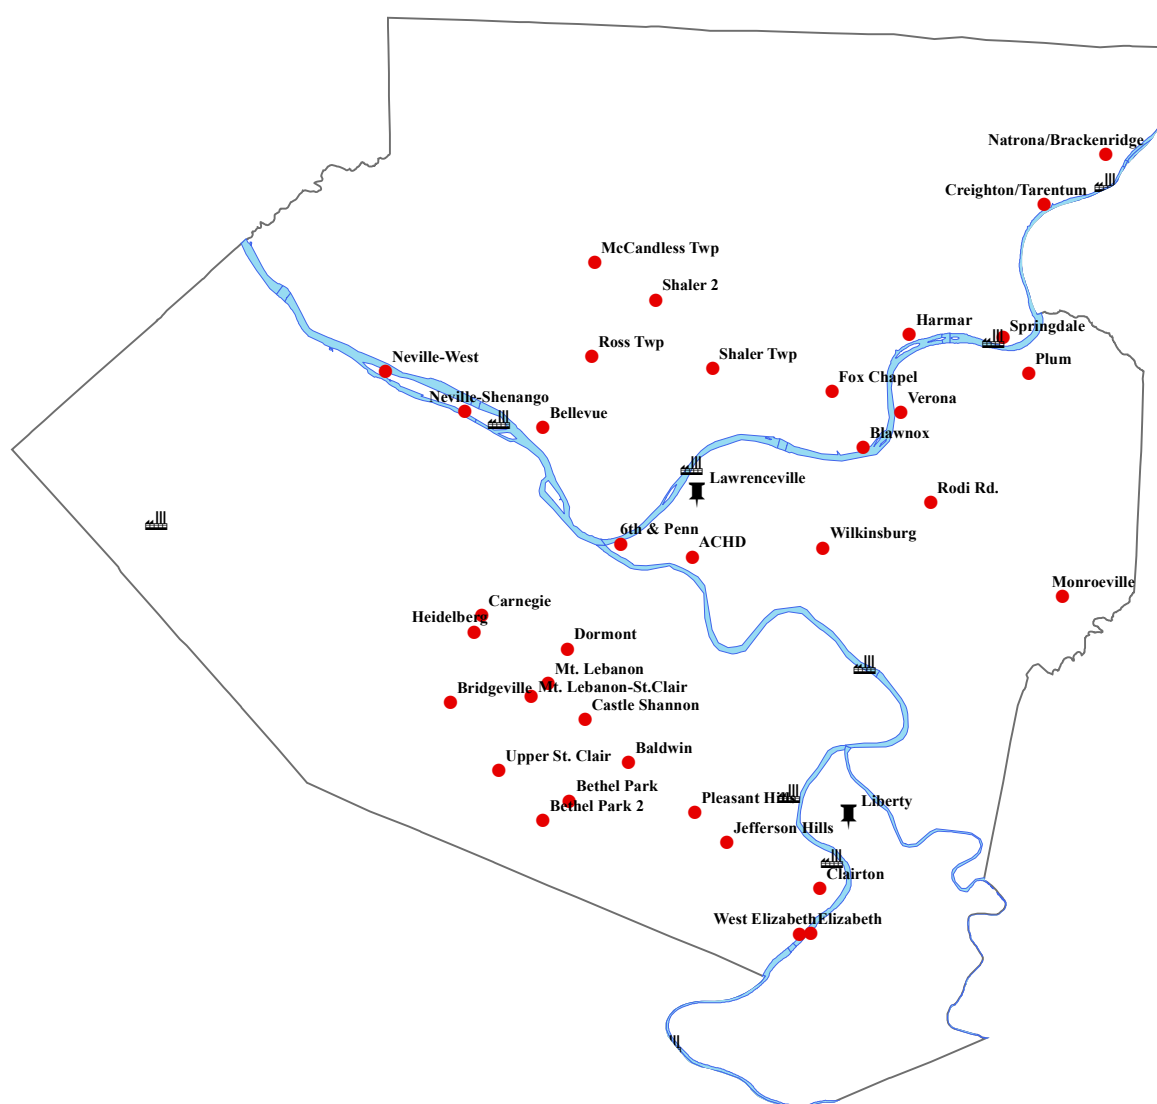 Natrona/Brackenridge
Creighton/Tarentum
McCandless Twp
Shaler 2
Harmar
Springdale
Ross Twp
Shaler Twp
Neville-West
Plum
Fox Chapel
Neville-Shenango
Verona
Bellevue
Blawnox
Lawrenceville
Rodi Rd.
6th & Penn
Wilkinsburg
ACHD
Monroeville
Carnegie
Heidelberg
Dormont
Mt. Lebanon
Bridgeville
Mt. Lebanon-St.Clair
Castle Shannon
Baldwin
Upper St. Clair
Bethel Park
Pleasant Hills
Liberty
Bethel Park 2
Jefferson Hills
Clairton
West Elizabeth
Elizabeth